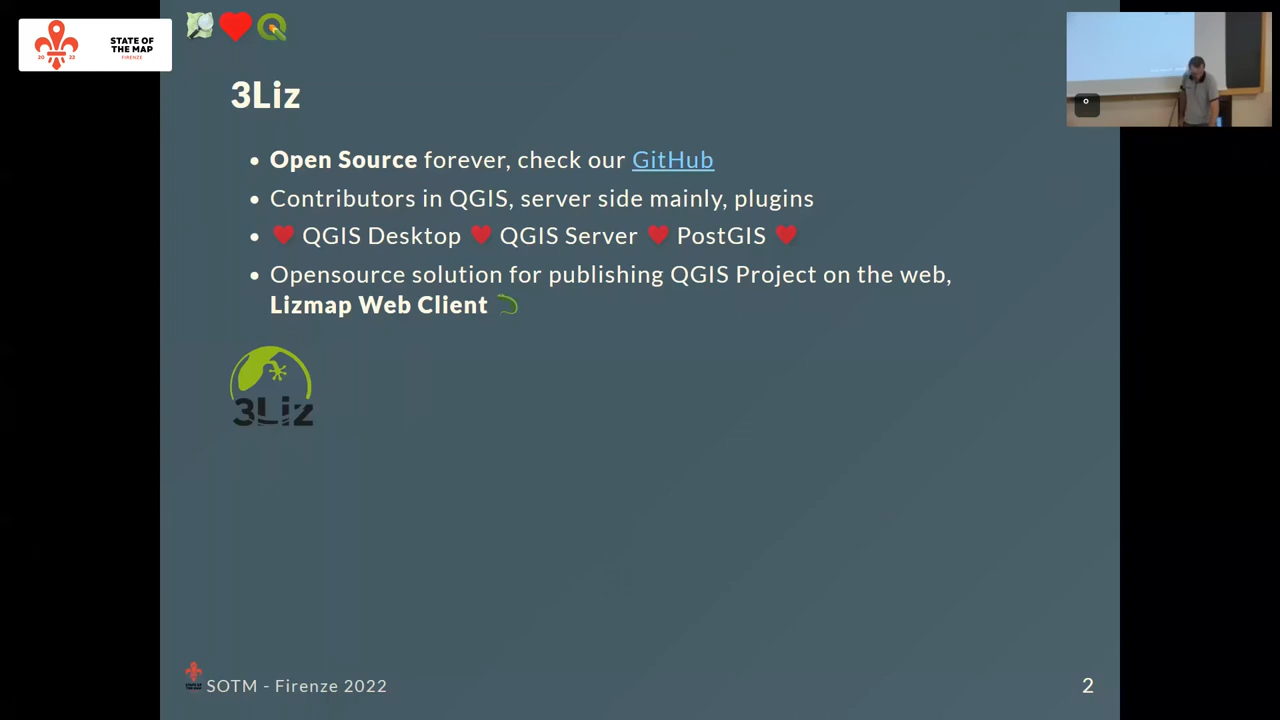 STATE OF
THE MAP
20 22
FIRENZE
3Liz
Open Source forever, check our GitHub
Contributors in QGIS, server side mainly, plugins
QGIS Desktop QGIS Server PostGIS
Opensource solution for publishing QGIS Project on the web,
Lizmap Web Client
3Liz
SOTM - Firenze 2022
2